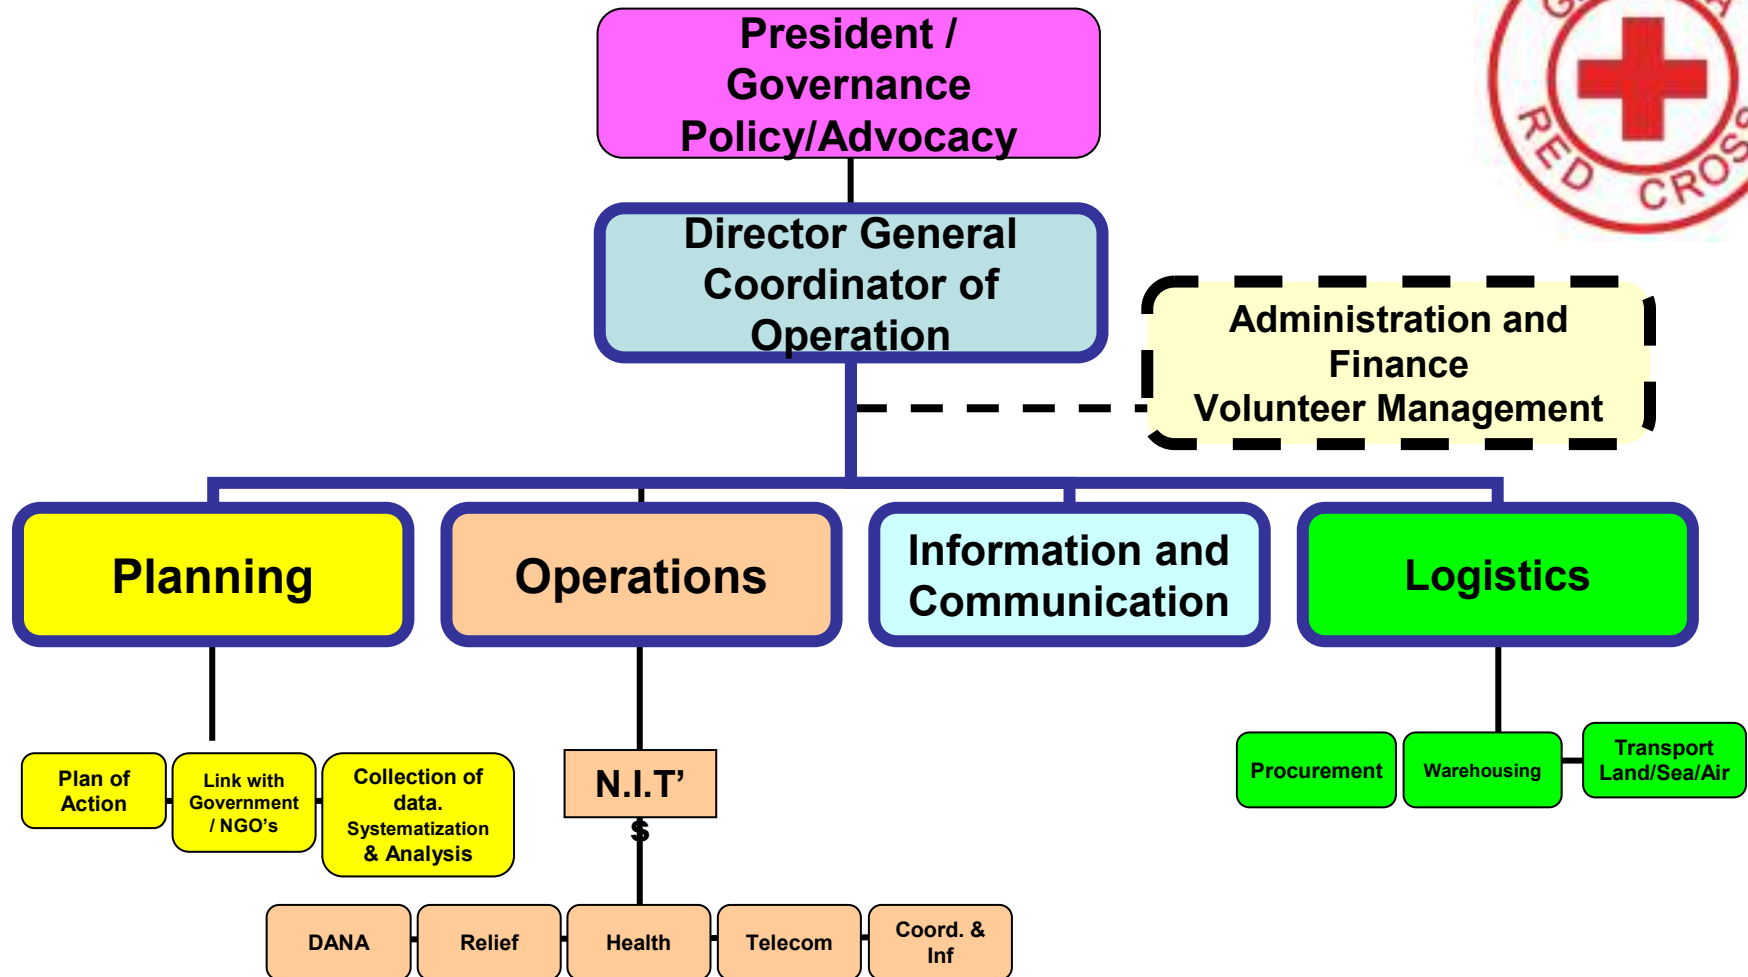 President /
Governance
Policy/Advocacy
RED CROSS
Director General
Coordinator of
Operation
Administration and
Finance
Volunteer Management
Planning
Operations
Information and
Communication
Logistics
Plan of
Action
Link with
Government
/ NGO’s
Collection of
data.
Systematization
& Analysis
N.I.T’
s
Procurement
Warehousing
Transport
Land/Sea/Air
DANA
Relief
Health
Telecom
Coord. &
Inf